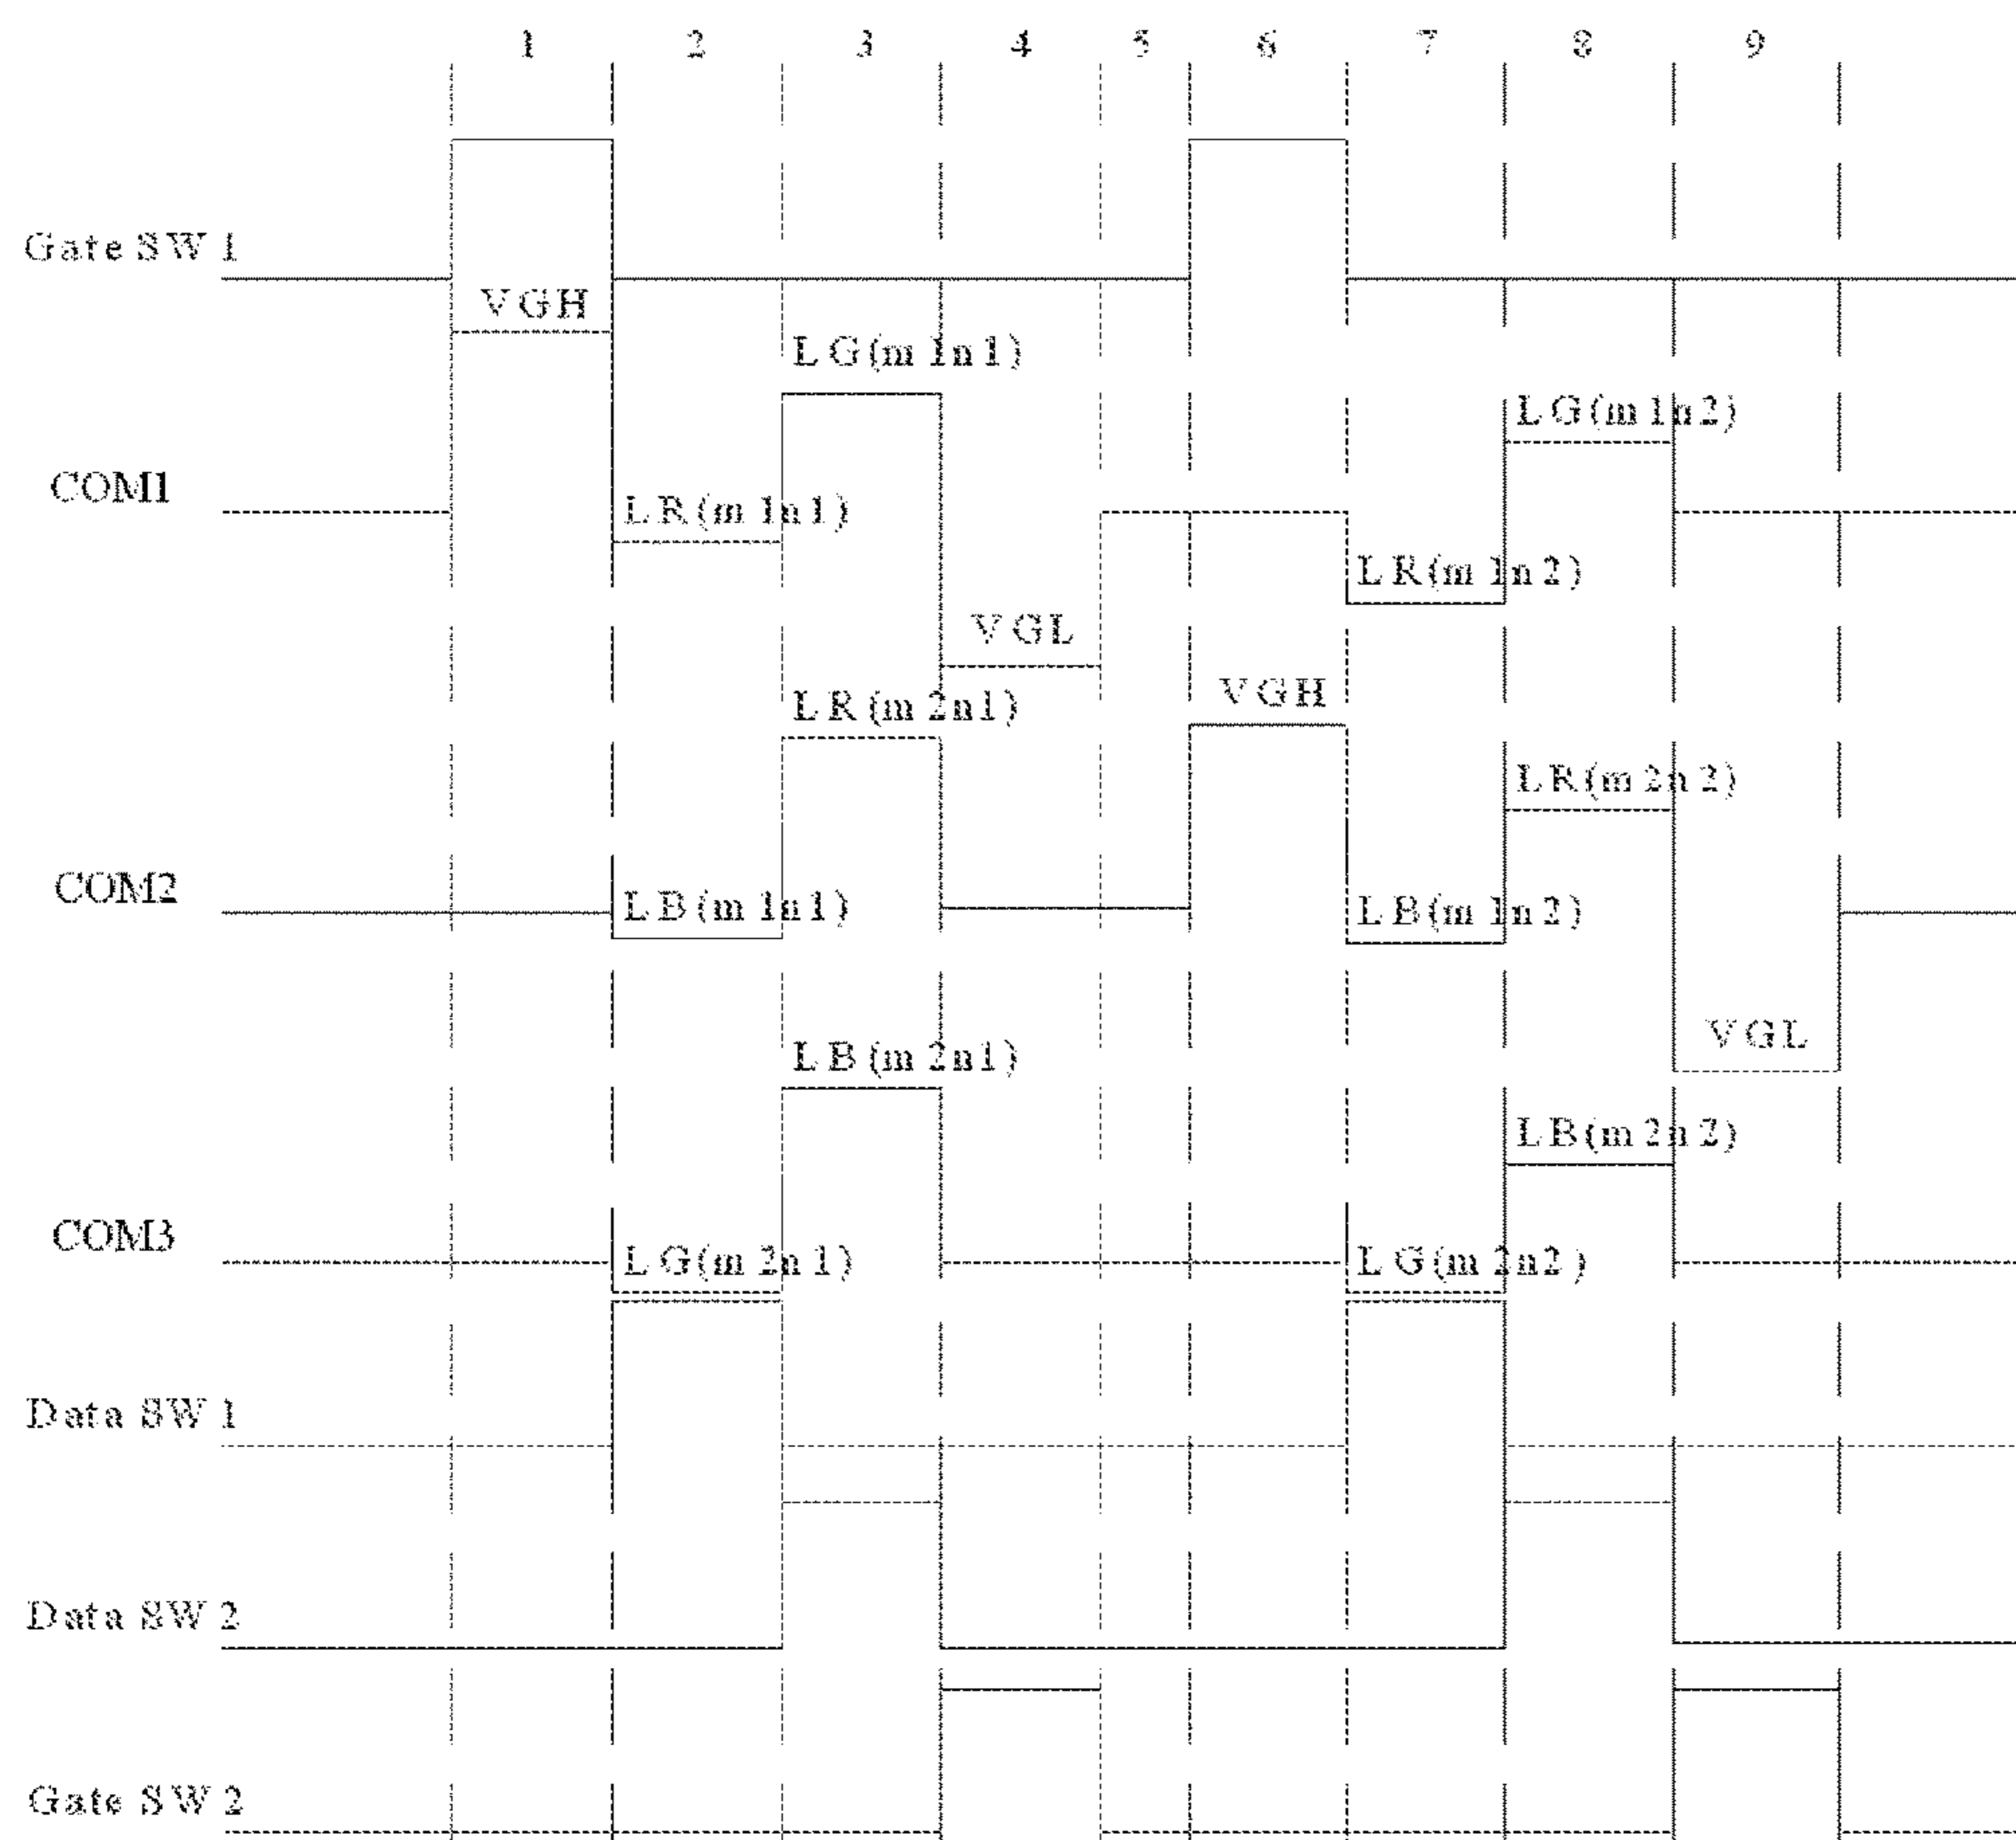 1 2 3 4 5 6 7 8 9
Gate SW 1
VGH
LG(m1n1)
LG(m1n2)
COM1
LR(m1n1)
LR(m1n2)
VGL
LR(m2n1)
VGH
LR(m2n2)
COM2
LB(m1n1)
LB(m1n2)
VGL
LB(m2n1)
LB(m2n2)
COM3
LG(m2n1)
LG(m2n2)
Data SW 1
Data SW 2
Gate SW 2